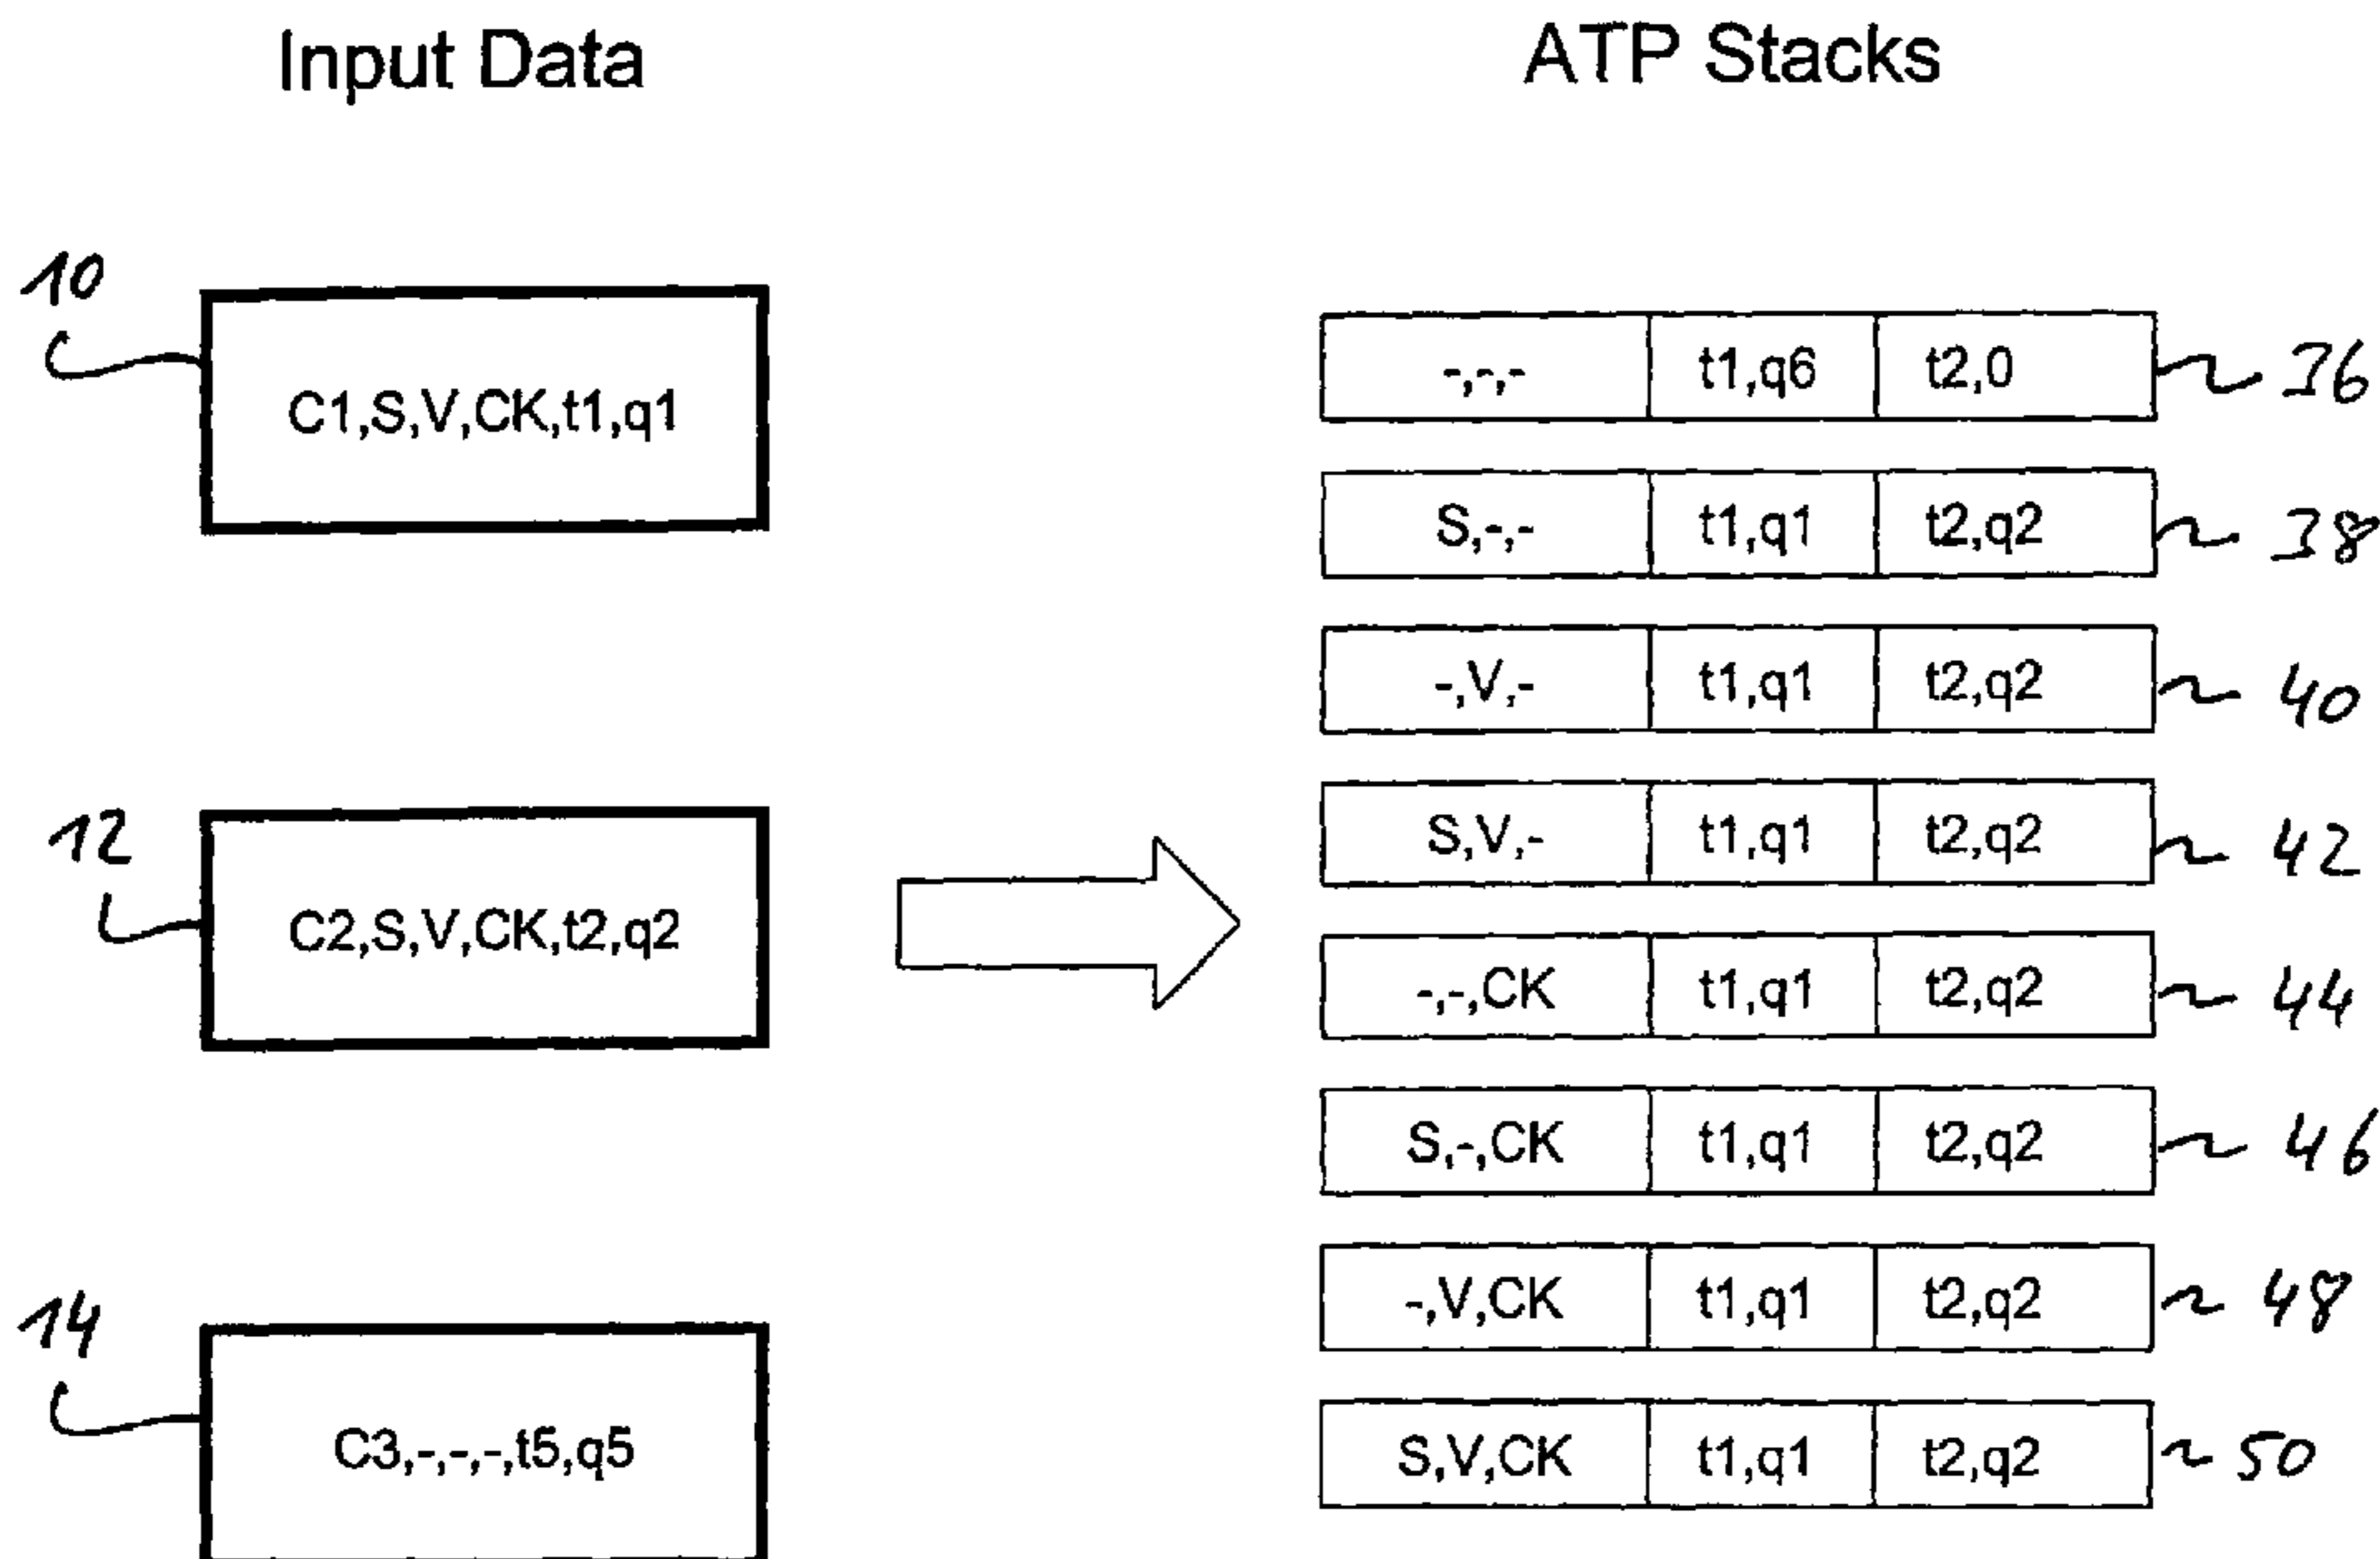 Input Data
ATP Stacks
10
C1,S,V,CK,t1,q1
12
C2,S,V,CK,t2,q2
14
C3,-,-,-,t5,q5
-,-,- t1,q6 t2,0 36
S,-,- t1,q1 t2,q2 38
-,V,- t1,q1 t2,q2 40
S,V,- t1,q1 t2,q2 42
-,-,CK t1,q1 t2,q2 44
S,-,CK t1,q1 t2,q2 46
-,V,CK t1,q1 t2,q2 48
S,V,CK t1,q1 t2,q2 50